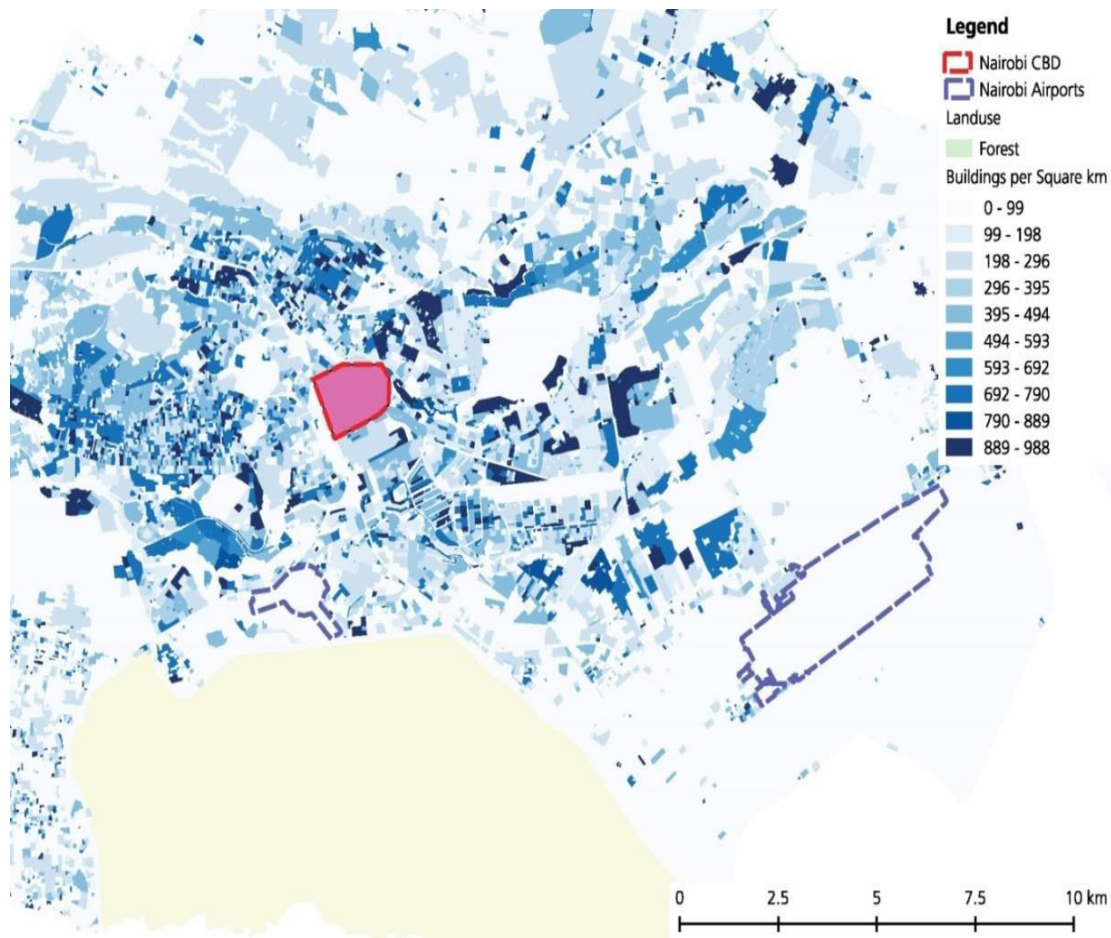 Legend
Nairobi CBD
Nairobi Airports
Landuse
Forest
Buildings per Square km
0 - 99
99 - 198
198 - 296
296 - 395
395 - 494
494 - 593
593 - 692
692 - 790
790 - 889
889 - 988
0 2.5 5 7.5 10 km